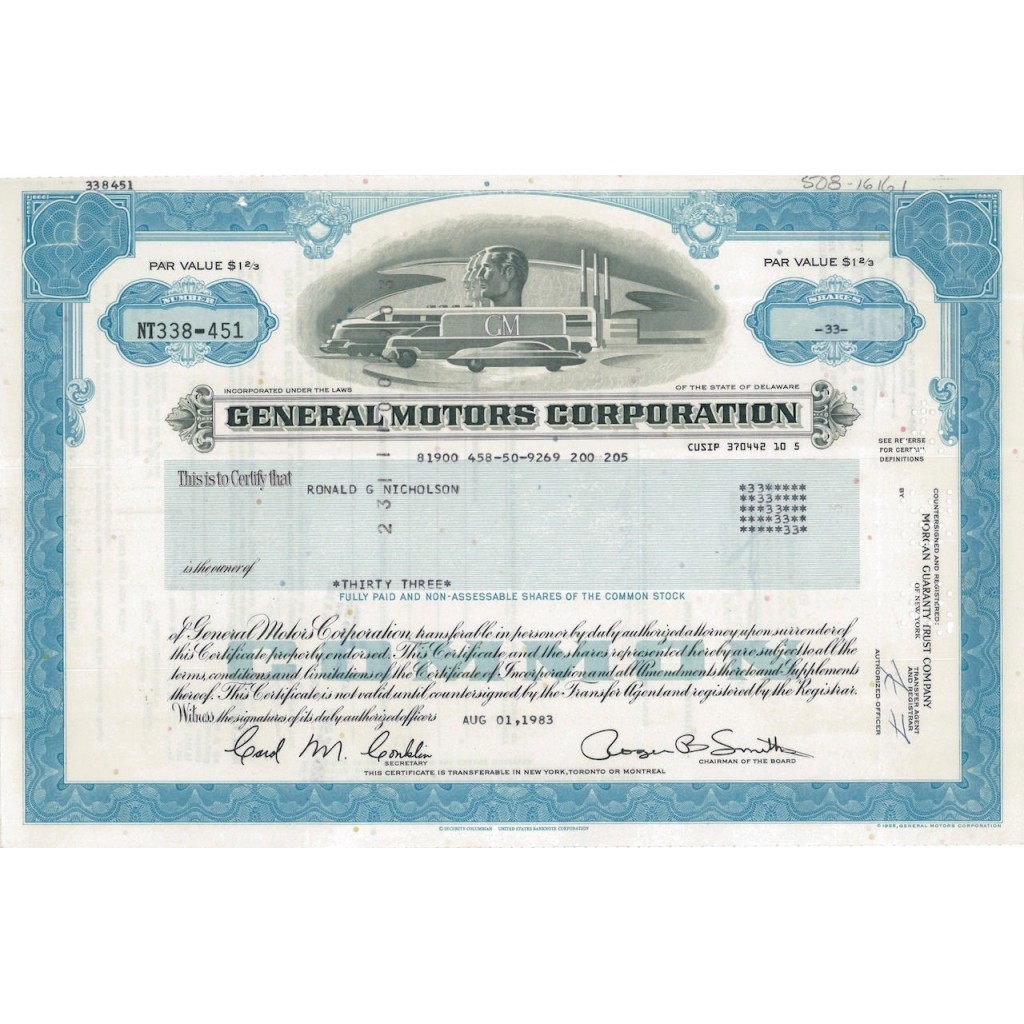 338451
508-16161
PAR VALUE $1 2/3
PAR VALUE $1 2/3
NUMBER
SHARES
NT338-451
-33-
GM
INCORPORATED UNDER THE LAWS
OF THE STATE OF DELAWARE
GENERAL MOTORS CORPORATION
CUSIP 370442 10 5
SEE REVERSE
FOR CERTAIN
DEFINITIONS
81900 458-50-9269 200 205
This is to Certify that
RONALD G NICHOLSON
*33*****
**33****
***33***
****33**
*****33*
is the owner of
*THIRTY THREE*
FULLY PAID AND NON-ASSESSABLE SHARES OF THE COMMON STOCK
COMMON
of General Motors Corporation, transferable in person or by duly authorized attorney upon surrender of
this Certificate properly endorsed. This Certificate and the shares represented hereby are subject to all the
terms, conditions and limitations of the Certificate of Incorporation and all Amendments thereto and Supplements
thereof. This Certificate is not valid until countersigned by the Transfer Agent and registered by the Registrar.
Witness the signatures of its duly authorized officers
AUG 01,1983
Carol M. Conklin
SECRETARY
Roger B Smith
CHAIRMAN OF THE BOARD
THIS CERTIFICATE IS TRANSFERABLE IN NEW YORK, TORONTO OR MONTREAL
COUNTERSIGNED AND REGISTERED:
MORGAN GUARANTY TRUST COMPANY
OF NEW YORK
TRANSFER AGENT
AND REGISTRAR
BY
AUTHORIZED OFFICER
© SECURITY-COLUMBIAN UNITED STATES BANKNOTE CORPORATION
GENERAL MOTORS CORPORATION